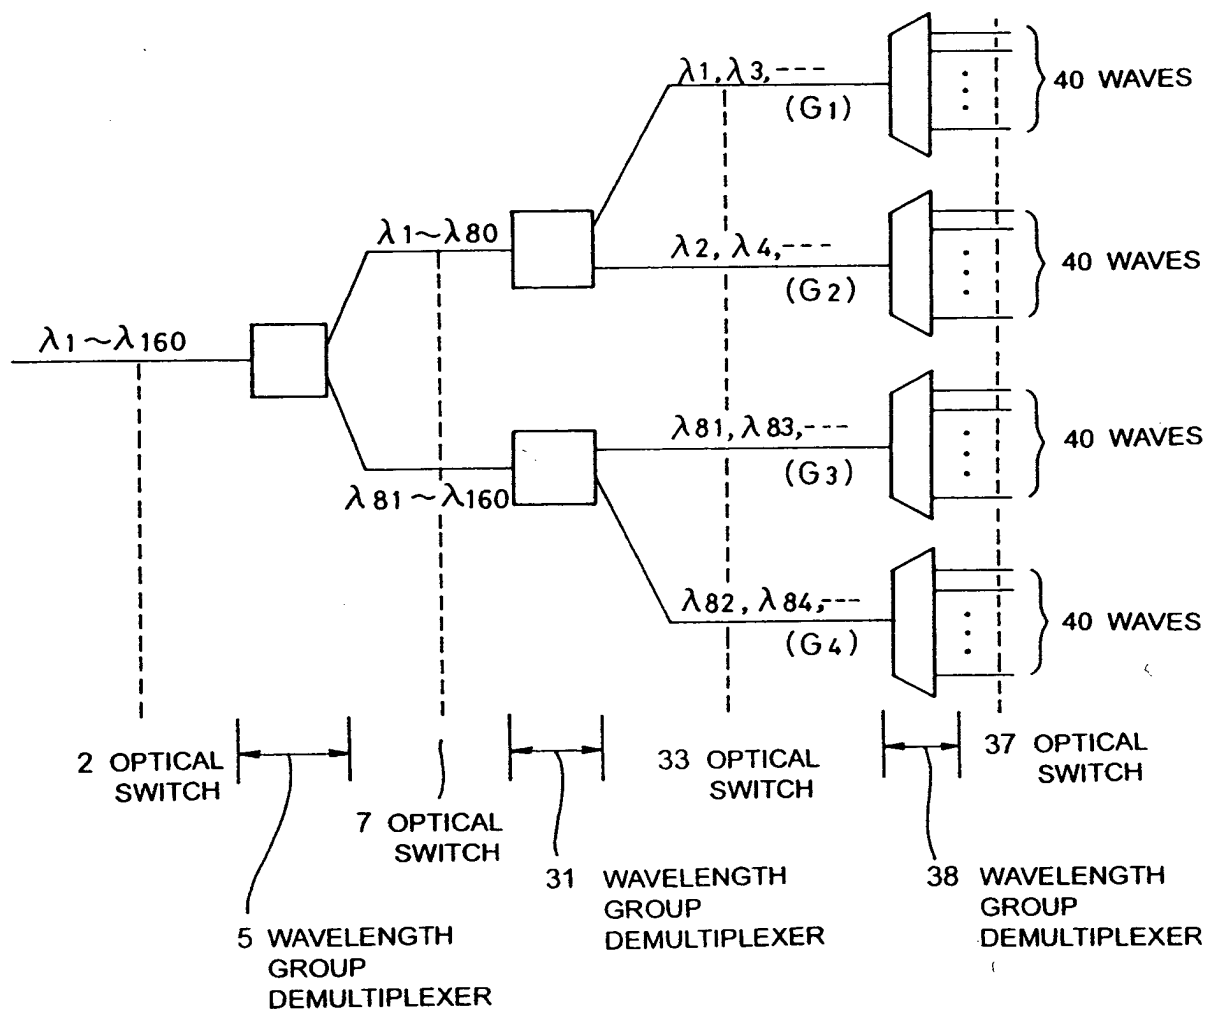 λ1, λ3, ---
(G1)
40 WAVES
λ1~λ80
λ2, λ4, ---
(G2)
40 WAVES
λ1~λ160
λ81, λ83, ---
(G3)
40 WAVES
λ81~λ160
λ82, λ84, ---
(G4)
40 WAVES
2 OPTICAL
SWITCH
7 OPTICAL
SWITCH
33 OPTICAL
SWITCH
37 OPTICAL
SWITCH
5 WAVELENGTH
GROUP
DEMULTIPLEXER
31 WAVELENGTH
GROUP
DEMULTIPLEXER
38 WAVELENGTH
GROUP
DEMULTIPLEXER